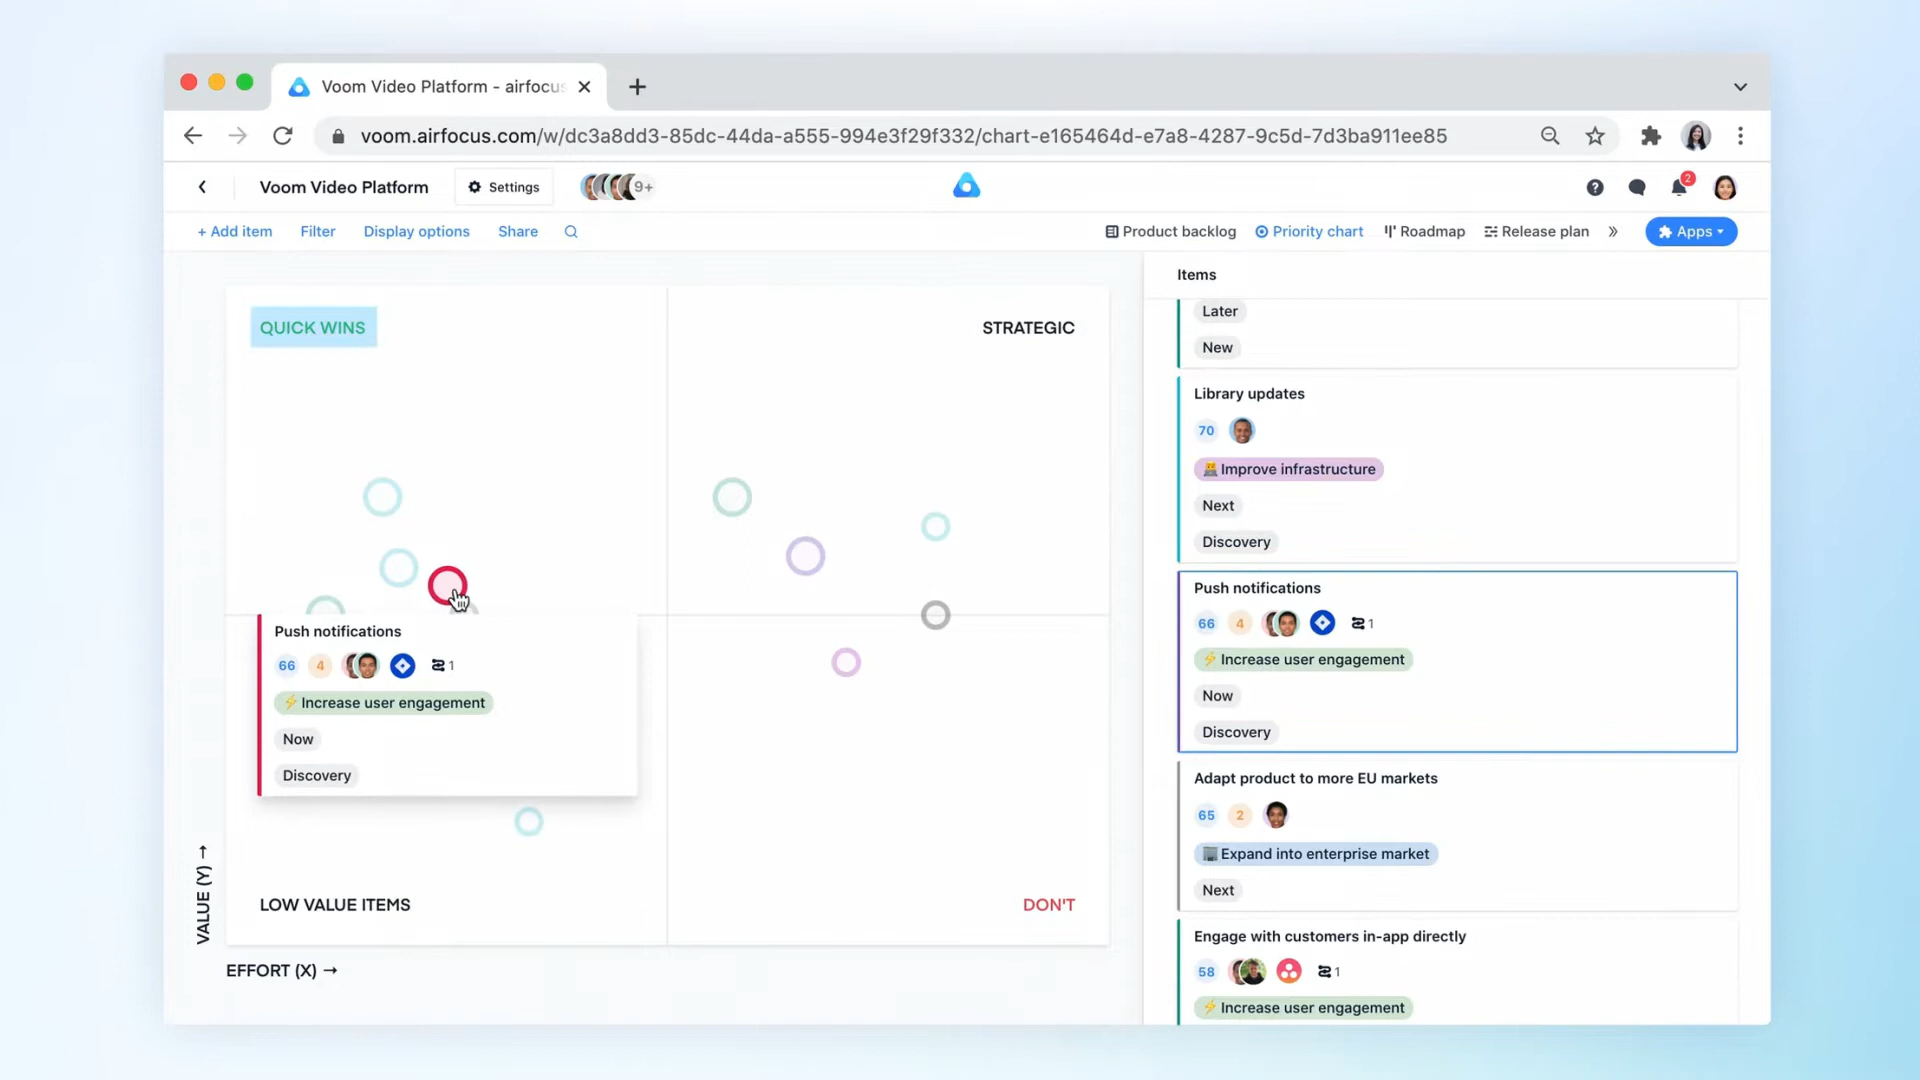 Voom Video Platform - airfocus
voom.airfocus.com/w/dc3a8dd3-85dc-44da-a555-994e3f29f332/chart-e165464d-e7a8-4287-9c5d-7d3ba911ee85
Voom Video Platform
Settings
9+
2
+ Add item
Filter
Display options
Share
Product backlog
Priority chart
Roadmap
Release plan
Apps
QUICK WINS
STRATEGIC
Push notifications
66 4 1
⚡Increase user engagement
Now
Discovery
LOW VALUE ITEMS
DON'T
VALUE (Y) →
EFFORT (X) →
Items
Later
New
Library updates
70
Improve infrastructure
Next
Discovery
Push notifications
66 4 1
⚡Increase user engagement
Now
Discovery
Adapt product to more EU markets
65 2
Expand into enterprise market
Next
Engage with customers in-app directly
58 1
⚡Increase user engagement